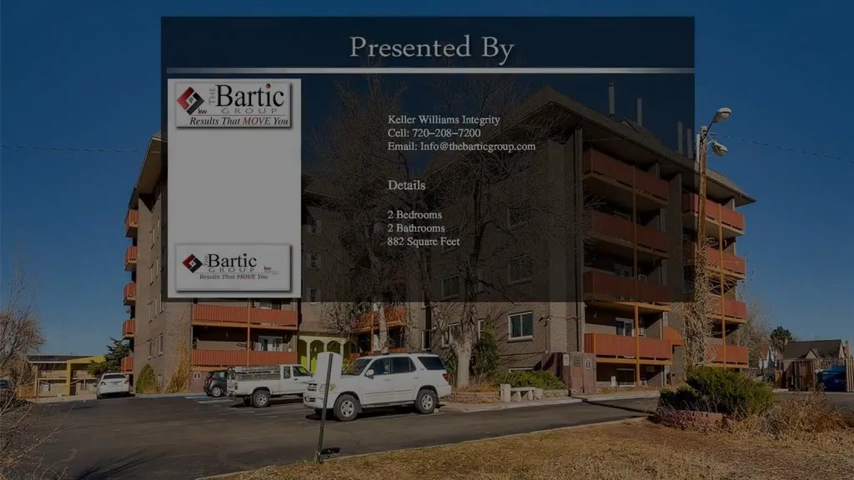 Presented By
THE Bartic
GROUP
kw
Results That MOVE You
Keller Williams Integrity
Cell: 720-208-7200
Email: Info@thebarticgroup.com
Details
2 Bedrooms
2 Bathrooms
882 Square Feet
THE Bartic
GROUP
Results That MOVE You